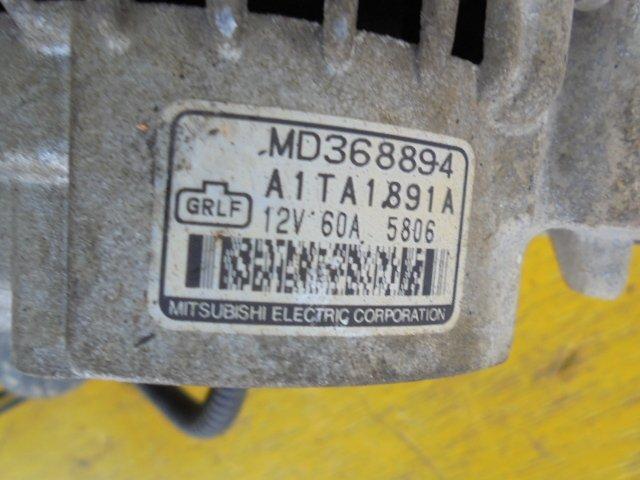 MD368894
A1TA1891A
GRLF
12V 60A 5806
MITSUBISHI ELECTRIC CORPORATION